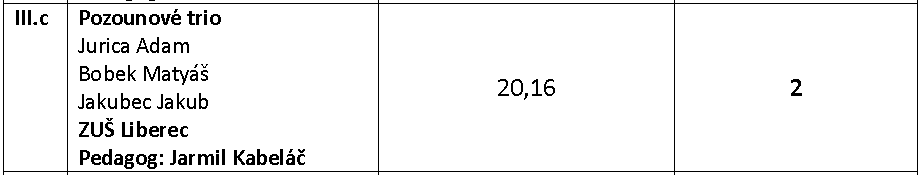 III.c
Pozounové trio
Jurica Adam
Bobek Matyáš
Jakubec Jakub
ZUŠ Liberec
Pedagog: Jarmil Kabeláč
20,16
2